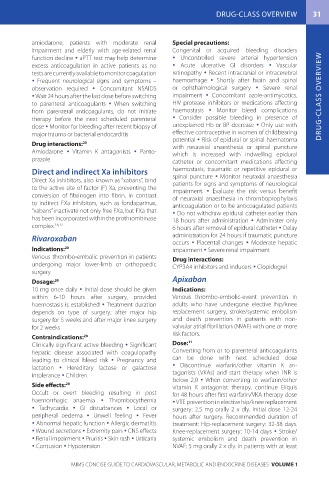 DRUG-CLASS OVERVIEW 31
amiodarone, patients with moderate renal
impairment and elderly with age-related renal
function decline • aPTT test may help determine
excess anticoagulation in active patients as no
tests are currently available to monitor coagulation
• Frequent neurological signs and symptoms –
observation required • Concomitant NSAIDS
• Wait 24 hours after the last dose before switching
to parenteral anticoagulants • When switching
from parenteral anticoagulants, do not initiate
therapy before the next scheduled parenteral
dose • Monitor for bleeding after recent biopsy of
major trauma or bacterial endocarditis
Drug interactions:
Amiodarone • Vitamin K antagonists • Panto-
prazole
Direct and indirect Xa inhibitors
Direct Xa inhibitors, also known as "xabans", bind
to the active site of factor (F) Xa, preventing the
conversion of fibrinogen into fibrin. In contrast
to indirect FXa inhibitors, such as fondaparinux,
"xabans" inactivate not only free FXa, but FXa that
has been incorporated within the prothrombinase
complex.
Rivaroxaban
Indications:
Venous thrombo-embolic prevention in patients
undergoing major lower-limb or orthopaedic
surgery
Dosage:
10 mg once daily • Initial dose should be given
within 6-10 hours after surgery, provided
haemostasis is established • Treatment duration
depends on type of surgery, after major hip
surgery for 5 weeks and after major knee surgery
for 2 weeks
Contraindications:
Clinically significant active bleeding • Significant
hepatic disease associated with coagulopathy
leading to clinical bleed risk • Pregnancy and
lactation • Hereditary lactose or galactose
intolerance • Children
Side effects:
Occult or overt bleeding resulting in post
haemorrhagic anaemia • Thrombocythemia
• Tachycardia • GI disturbances • Local or
peripheral oedema • Unwell feeling • Fever
• Abnormal hepatic function • Allergic dermatitis
• Wound secretions • Extremity pain • CNS effects
• Renal impairment • Pruritis • Skin rash • Urticaria
• Contusion • Hypotension
Special precautions:
Congenital or acquired bleeding disorders
• Uncontrolled severe arterial hypertension
• Acute ulcerative GI disorders • Vascular
retinopathy • Recent intracranial or intracerebral
haemorrhage • Shortly after brain and spinal
or ophthalmological surgery • Severe renal
impairment • Concomitant azole-antimycotics,
HIV protease inhibitors or medications affecting
haemostasis • Monitor bleed complications
• Consider possible bleeding in presence of
unexplained Hb or BP decrease • Only use with
effective contraceptive in women of childbearing
potential • Risk of epidural or spinal haematoma
with neuraxial anaesthesia or spinal puncture
which is increased with indwelling epidural
catheter or concomitant medications affecting
haemostasis, traumatic or repetitive epidural or
spinal puncture • Monitor neuraxial anaesthesia
patients for signs and symptoms of neurological
impairment • Evaluate the risk versus benefit
of neuraxial anaesthesia in thromboprophylaxis
anticoagulation or to be anticoagulated patients
• Do not withdraw epidural catheter earlier than
18 hours after administration • Administer only
6 hours after removal of epidural catheter • Delay
administration for 24 hours if traumatic puncture
occurs • Placental changes • Moderate hepatic
impairment • Severe renal impairment
Drug interactions:
CYP3A4 inhibitors and inducers • Clopidogrel
Apixaban
Indications:
Venous thrombo-embolic-event prevention in
adults who have undergone elective hip/knee
replacement surgery, stroke/systemic embolism
and death prevention in patients with non-
valvular atrial fibrillation (NVAF) with one or more
risk factors.
Dose:
Converting from or to parenteral anticoagulants
can be done with next scheduled dose
• Discontinue warfarin/other vitamin K an-
tagonists (VKAs) and start therapy when INR is
below 2,0 • When converting to warfarin/other
vitamin K antagonist therapy, continue Eliquis
for 48 hours after first warfarin/VKA therapy dose
• VTE prevention in elective hip/knee replacement
surgery: 2,5 mg orally 2 x dly. Initial dose 12-24
hours after surgery. Recommended duration of
treatment: Hip-replacement surgery: 32-38 days.
Knee-replacement surgery: 10-14 days • Stroke/
systemic embolism and death prevention in
NVAF: 5 mg orally 2 x dly. In patients with at least
DRUG-CLASS OVERVIEW
MIMS CONCISE GUIDE TO CARDIOVASCULAR, METABOLIC AND ENDOCRINE DISEASES VOLUME 1